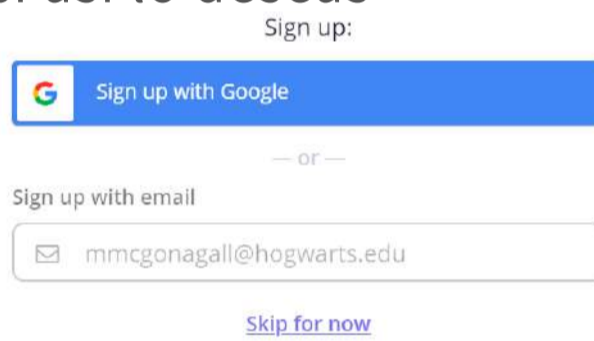 Sign up:
G Sign up with Google
— or —
Sign up with email
mmcgonagall@hogwarts.edu
Skip for now